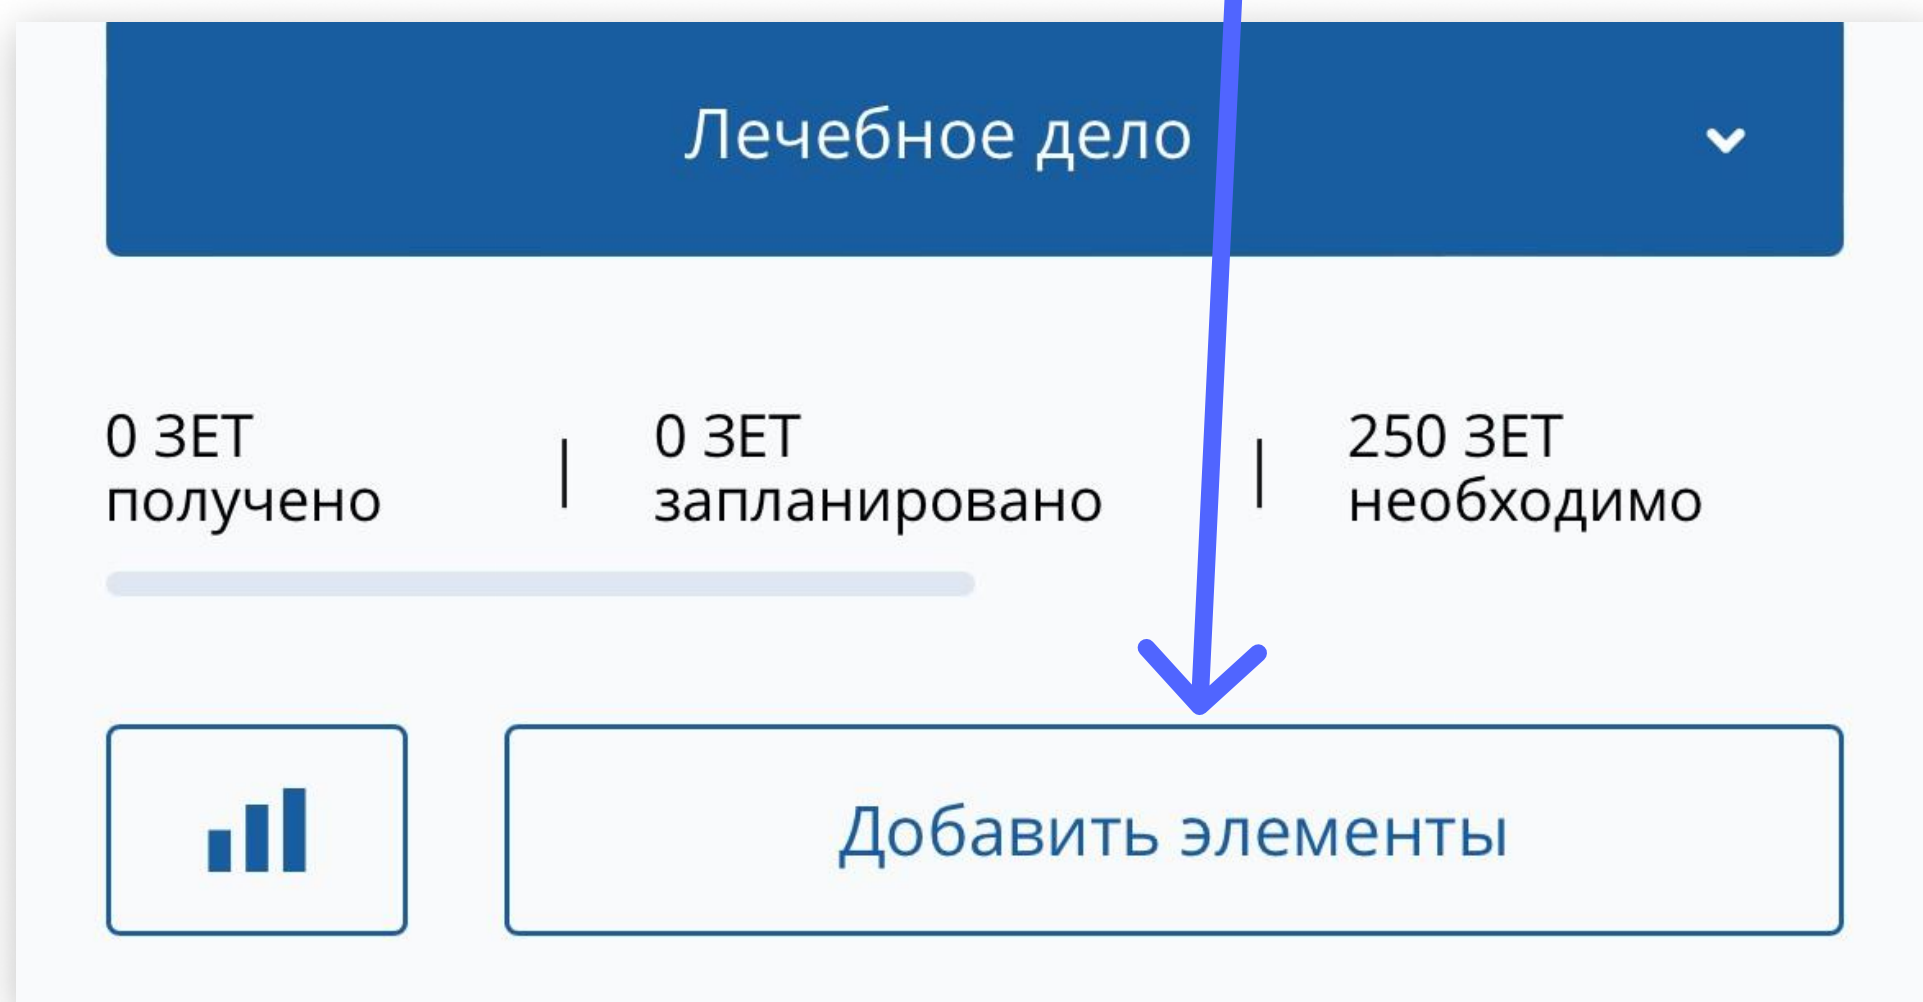 Лечебное дело
0 ЗЕТ
получено
0 ЗЕТ
запланировано
250 ЗЕТ
необходимо
Добавить элементы